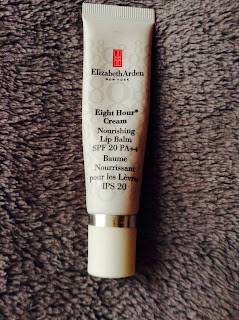 Elizabeth Arden
NEW YORK
Eight Hour®
Cream
Nourishing
Lip Balm
SPF 20 PA++
Baume
Nourrissant
pour les Lèvres
IPS 20